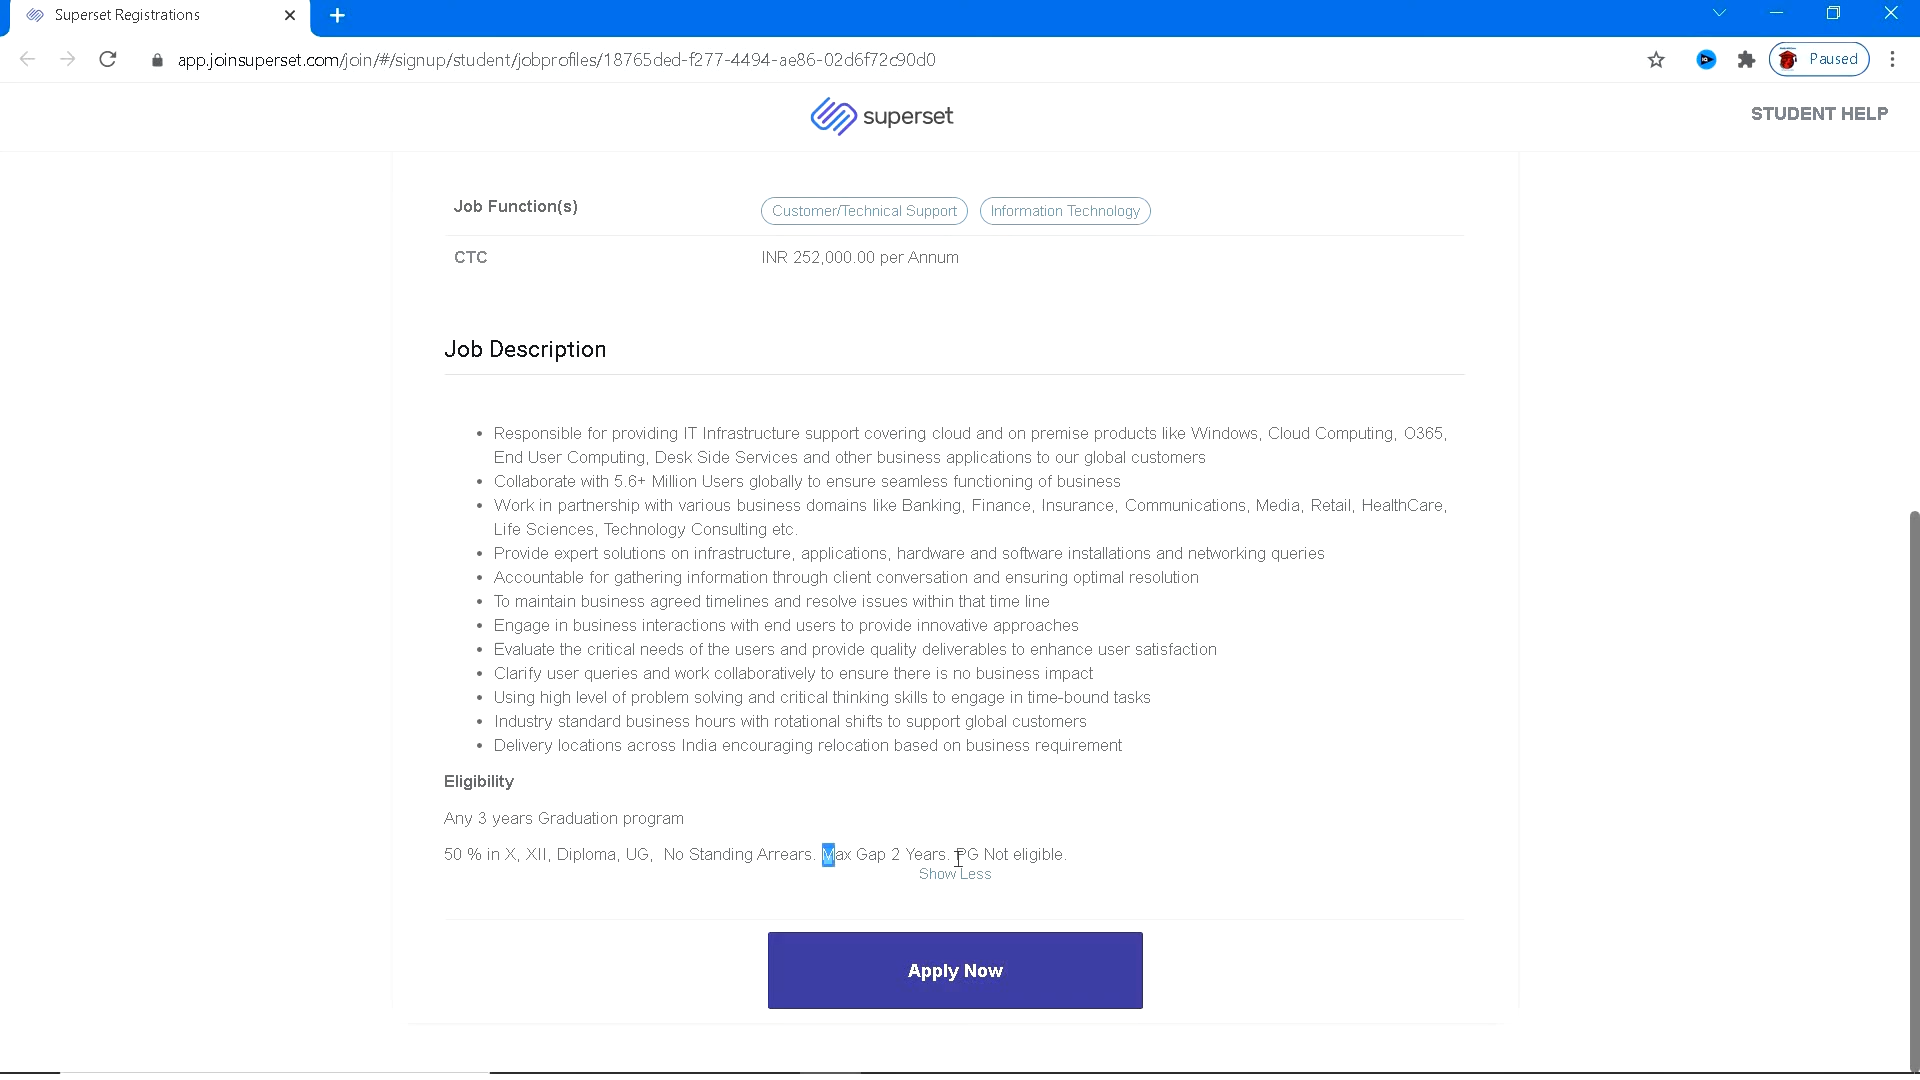 Superset Registrations
app.joinsuperset.com/join/#/signup/student/jobprofiles/18765ded-f277-4494-ae86-02d6f72c90d0
Paused
superset
STUDENT HELP
Job Function(s) Customer/Technical Support Information Technology
CTC INR 252,000.00 per Annum
Job Description
• Responsible for providing IT Infrastructure support covering cloud and on premise products like Windows, Cloud Computing, O365,
End User Computing, Desk Side Services and other business applications to our global customers
• Collaborate with 5.6+ Million Users globally to ensure seamless functioning of business
• Work in partnership with various business domains like Banking, Finance, Insurance, Communications, Media, Retail, HealthCare,
Life Sciences, Technology Consulting etc.
• Provide expert solutions on infrastructure, applications, hardware and software installations and networking queries
• Accountable for gathering information through client conversation and ensuring optimal resolution
• To maintain business agreed timelines and resolve issues within that time line
• Engage in business interactions with end users to provide innovative approaches
• Evaluate the critical needs of the users and provide quality deliverables to enhance user satisfaction
• Clarify user queries and work collaboratively to ensure there is no business impact
• Using high level of problem solving and critical thinking skills to engage in time-bound tasks
• Industry standard business hours with rotational shifts to support global customers
• Delivery locations across India encouraging relocation based on business requirement
Eligibility
Any 3 years Graduation program
50 % in X, XII, Diploma, UG, No Standing Arrears. Max Gap 2 Years. PG Not eligible.
Show Less
Apply Now